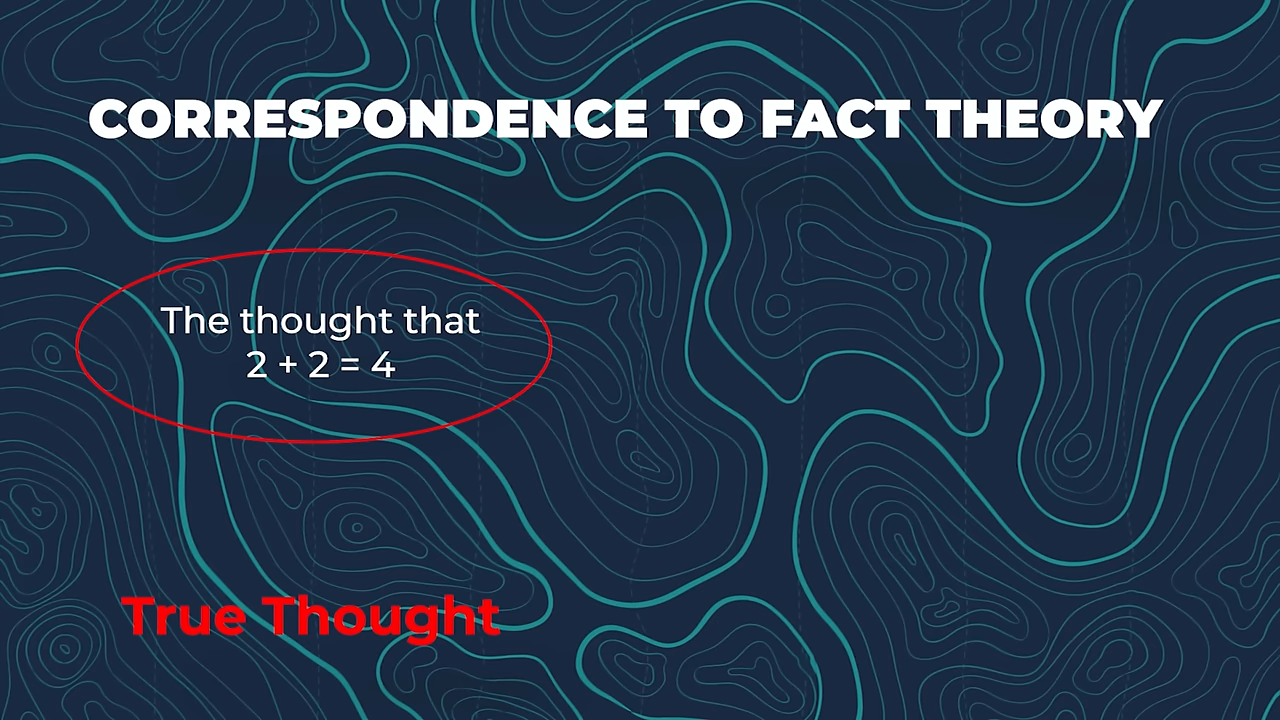 CORRESPONDENCE TO FACT THEORY
The thought that
2 + 2 = 4
True Thought